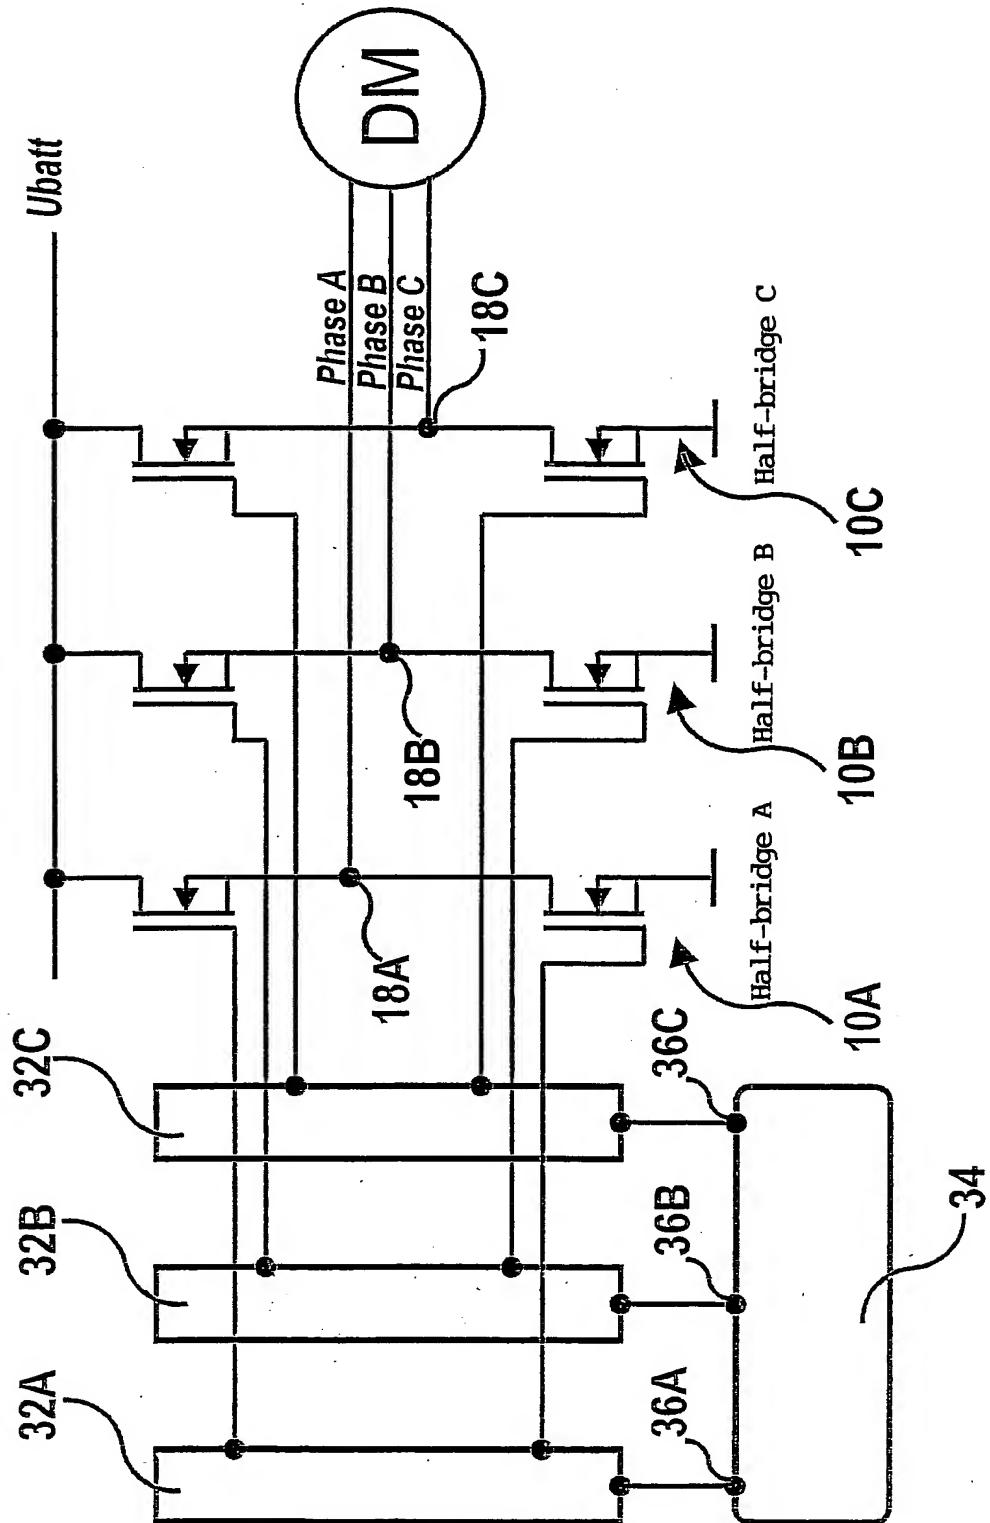 Ubatt
DM
Phase A
Phase B
Phase C
18C
18B
18A
32C
32B
32A
Half-bridge C
10C
Half-bridge B
10B
Half-bridge A
10A
36C
36B
36A
34